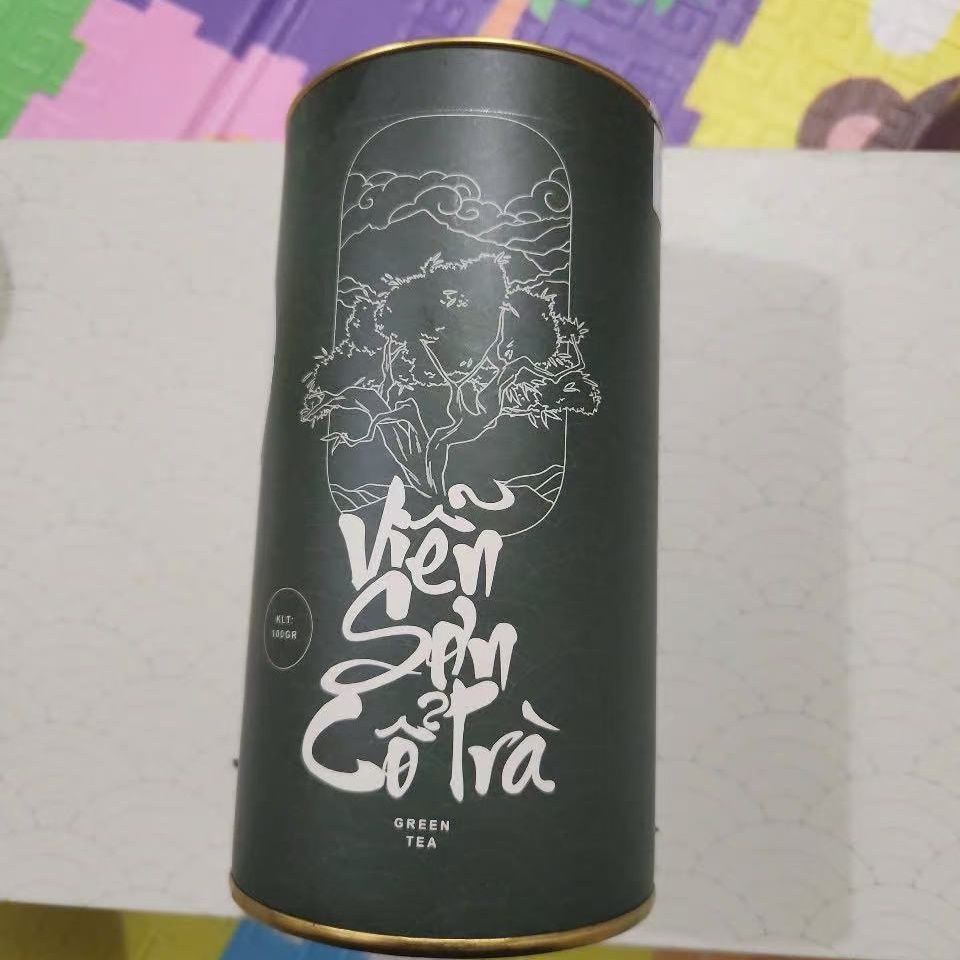 Viễn
Sơn
Cổ Trà
KLT:
100GR
GREEN
TEA